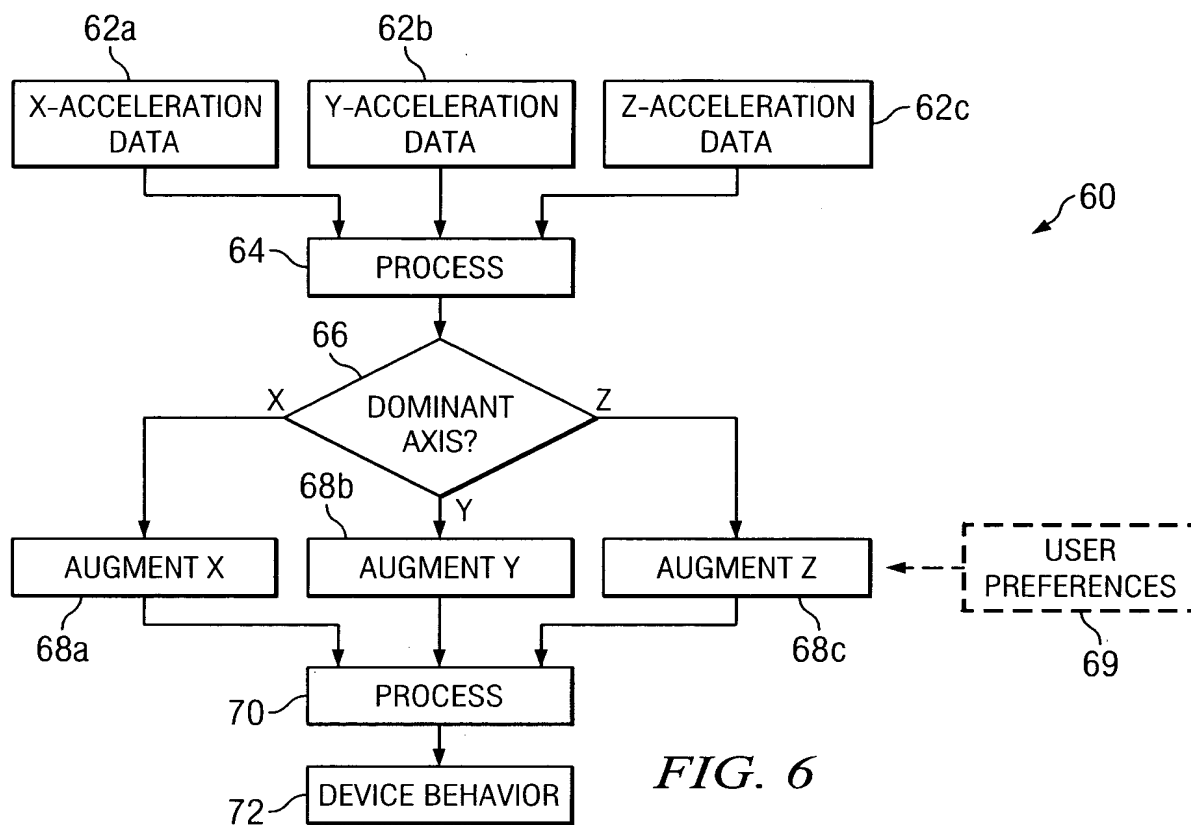 62a
62b
X-ACCELERATION
DATA
Y-ACCELERATION
DATA
Z-ACCELERATION
DATA
62c
60
64
PROCESS
66
X
DOMINANT
AXIS?
Z
Y
68b
AUGMENT X
AUGMENT Y
AUGMENT Z
USER
PREFERENCES
68a
68c
69
70
PROCESS
72
DEVICE BEHAVIOR
FIG. 6